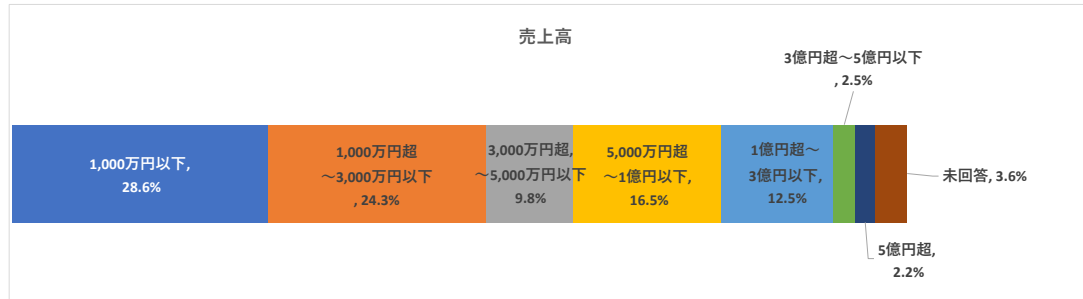 売上高
1,000万円以下,
28.6%
1,000万円超
～3,000万円以下
, 24.3%
3,000万円超,
～5,000万円以下
9.8%
5,000万円超
～1億円以下,
16.5%
1億円超～
3億円以下,
12.5%
3億円超～5億円以下
, 2.5%
5億円超,
2.2%
未回答, 3.6%